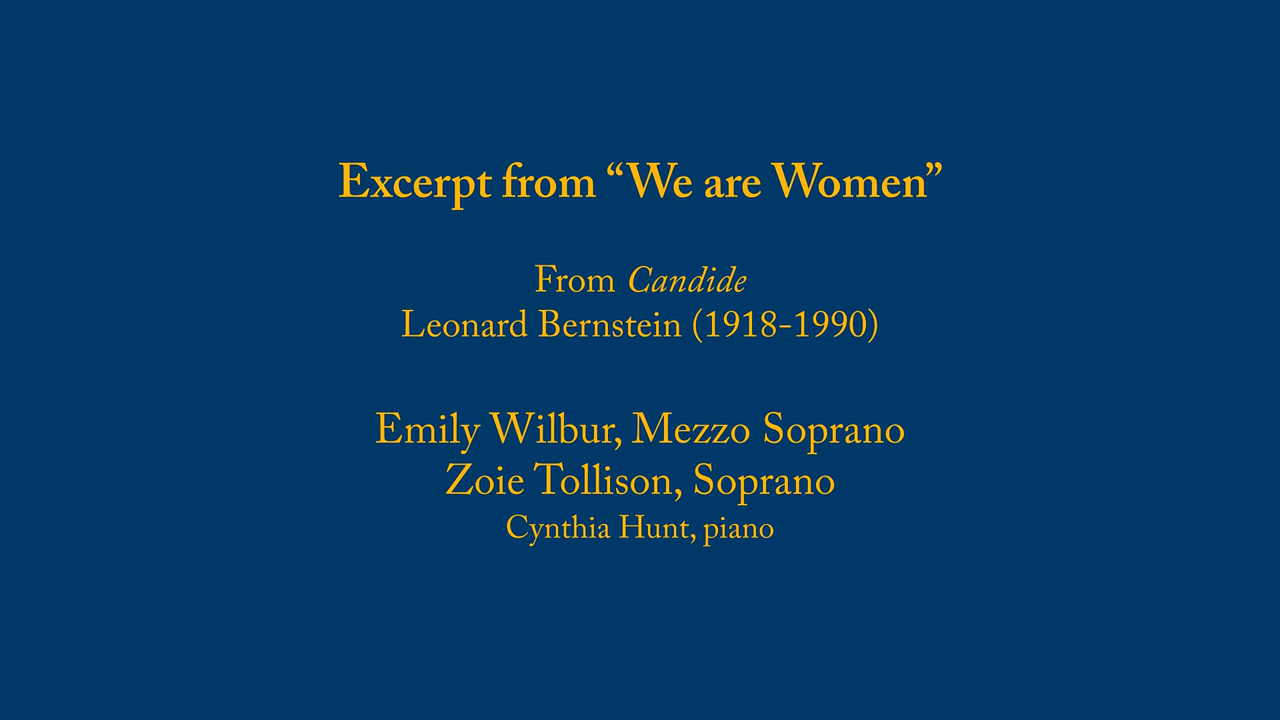 Excerpt from “We are Women”
From Candide
Leonard Bernstein (1918-1990)
Emily Wilbur, Mezzo Soprano
Zoie Tollison, Soprano
Cynthia Hunt, piano